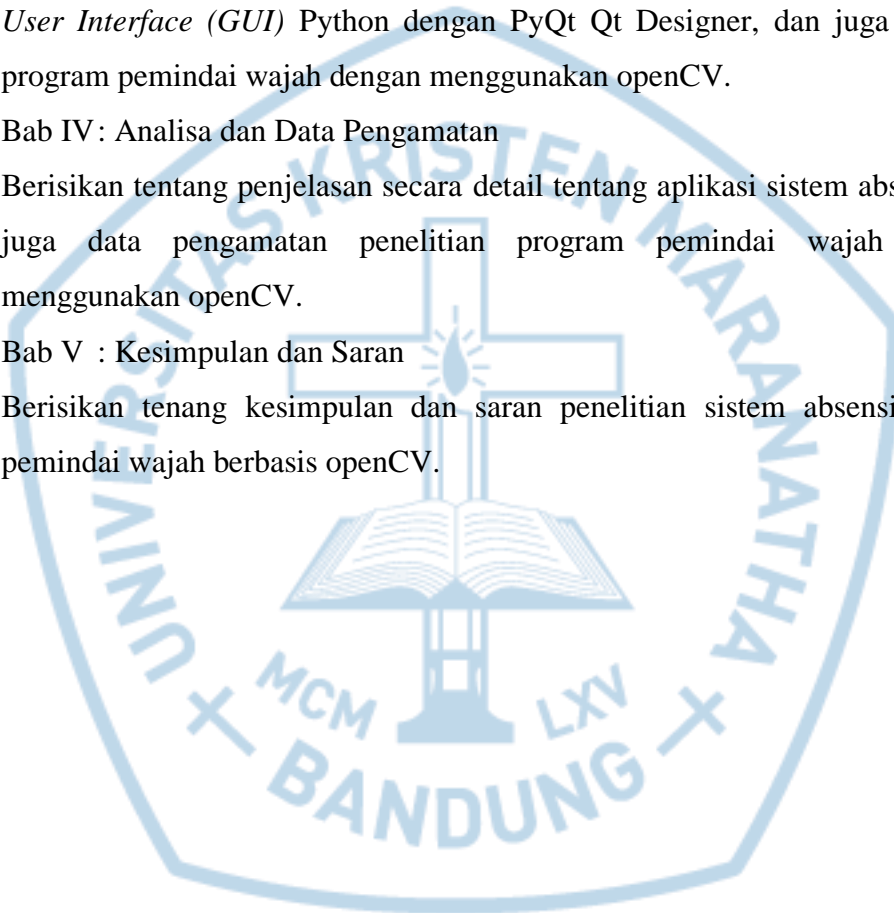 User Interface (GUI) Python dengan PyQt Qt Designer, dan juga
program pemindai wajah dengan menggunakan openCV.
Bab IV : Analisa dan Data Pengamatan
Berisikan tentang penjelasan secara detail tentang aplikasi sistem abs
juga data pengamatan penelitian program pemindai wajah
menggunakan openCV.
Bab V : Kesimpulan dan Saran
Berisikan tenang kesimpulan dan saran penelitian sistem absensi
pemindai wajah berbasis openCV.
UNIVERSITAS KRISTEN MARANATHA
MCM LXV
BANDUNG